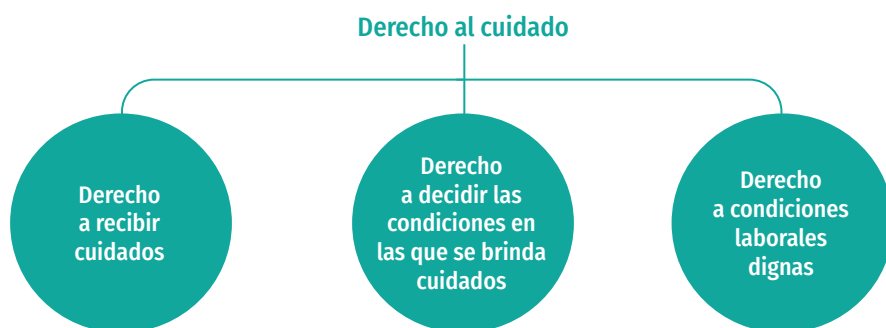 Derecho al cuidado
Derecho
a recibir
cuidados
Derecho
a decidir las
condiciones en
las que se brinda
cuidados
Derecho
a condiciones
laborales
dignas